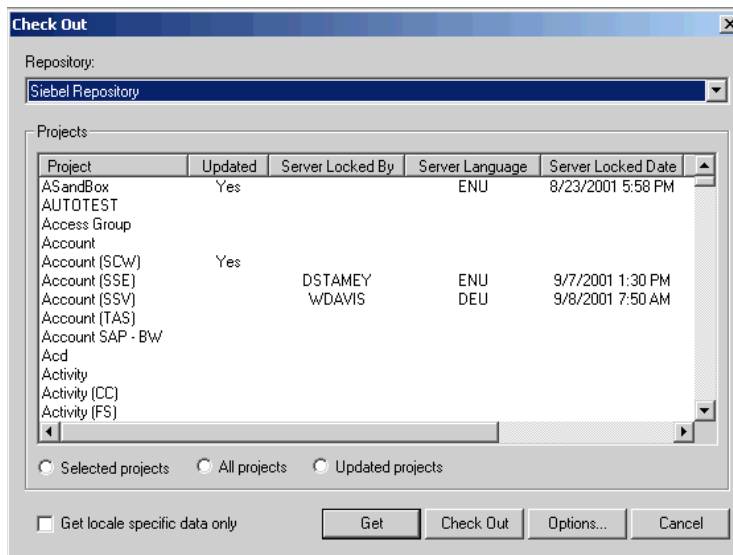 Check Out
Repository:
Siebel Repository
Projects
Project Updated Server Locked By Server Language Server Locked Date
ASandBox Yes ENU 8/23/2001 5:58 PM
AUTOTEST
Access Group
Account
Account (SCW) Yes
Account (SSE) DSTAMEY ENU 9/7/2001 1:30 PM
Account (SSV) WDAVIS DEU 9/8/2001 7:50 AM
Account (TAS)
Account SAP - BW
Acd
Activity
Activity (CC)
Activity (FS)
Selected projects All projects Updated projects
Get locale specific data only Get Check Out Options... Cancel